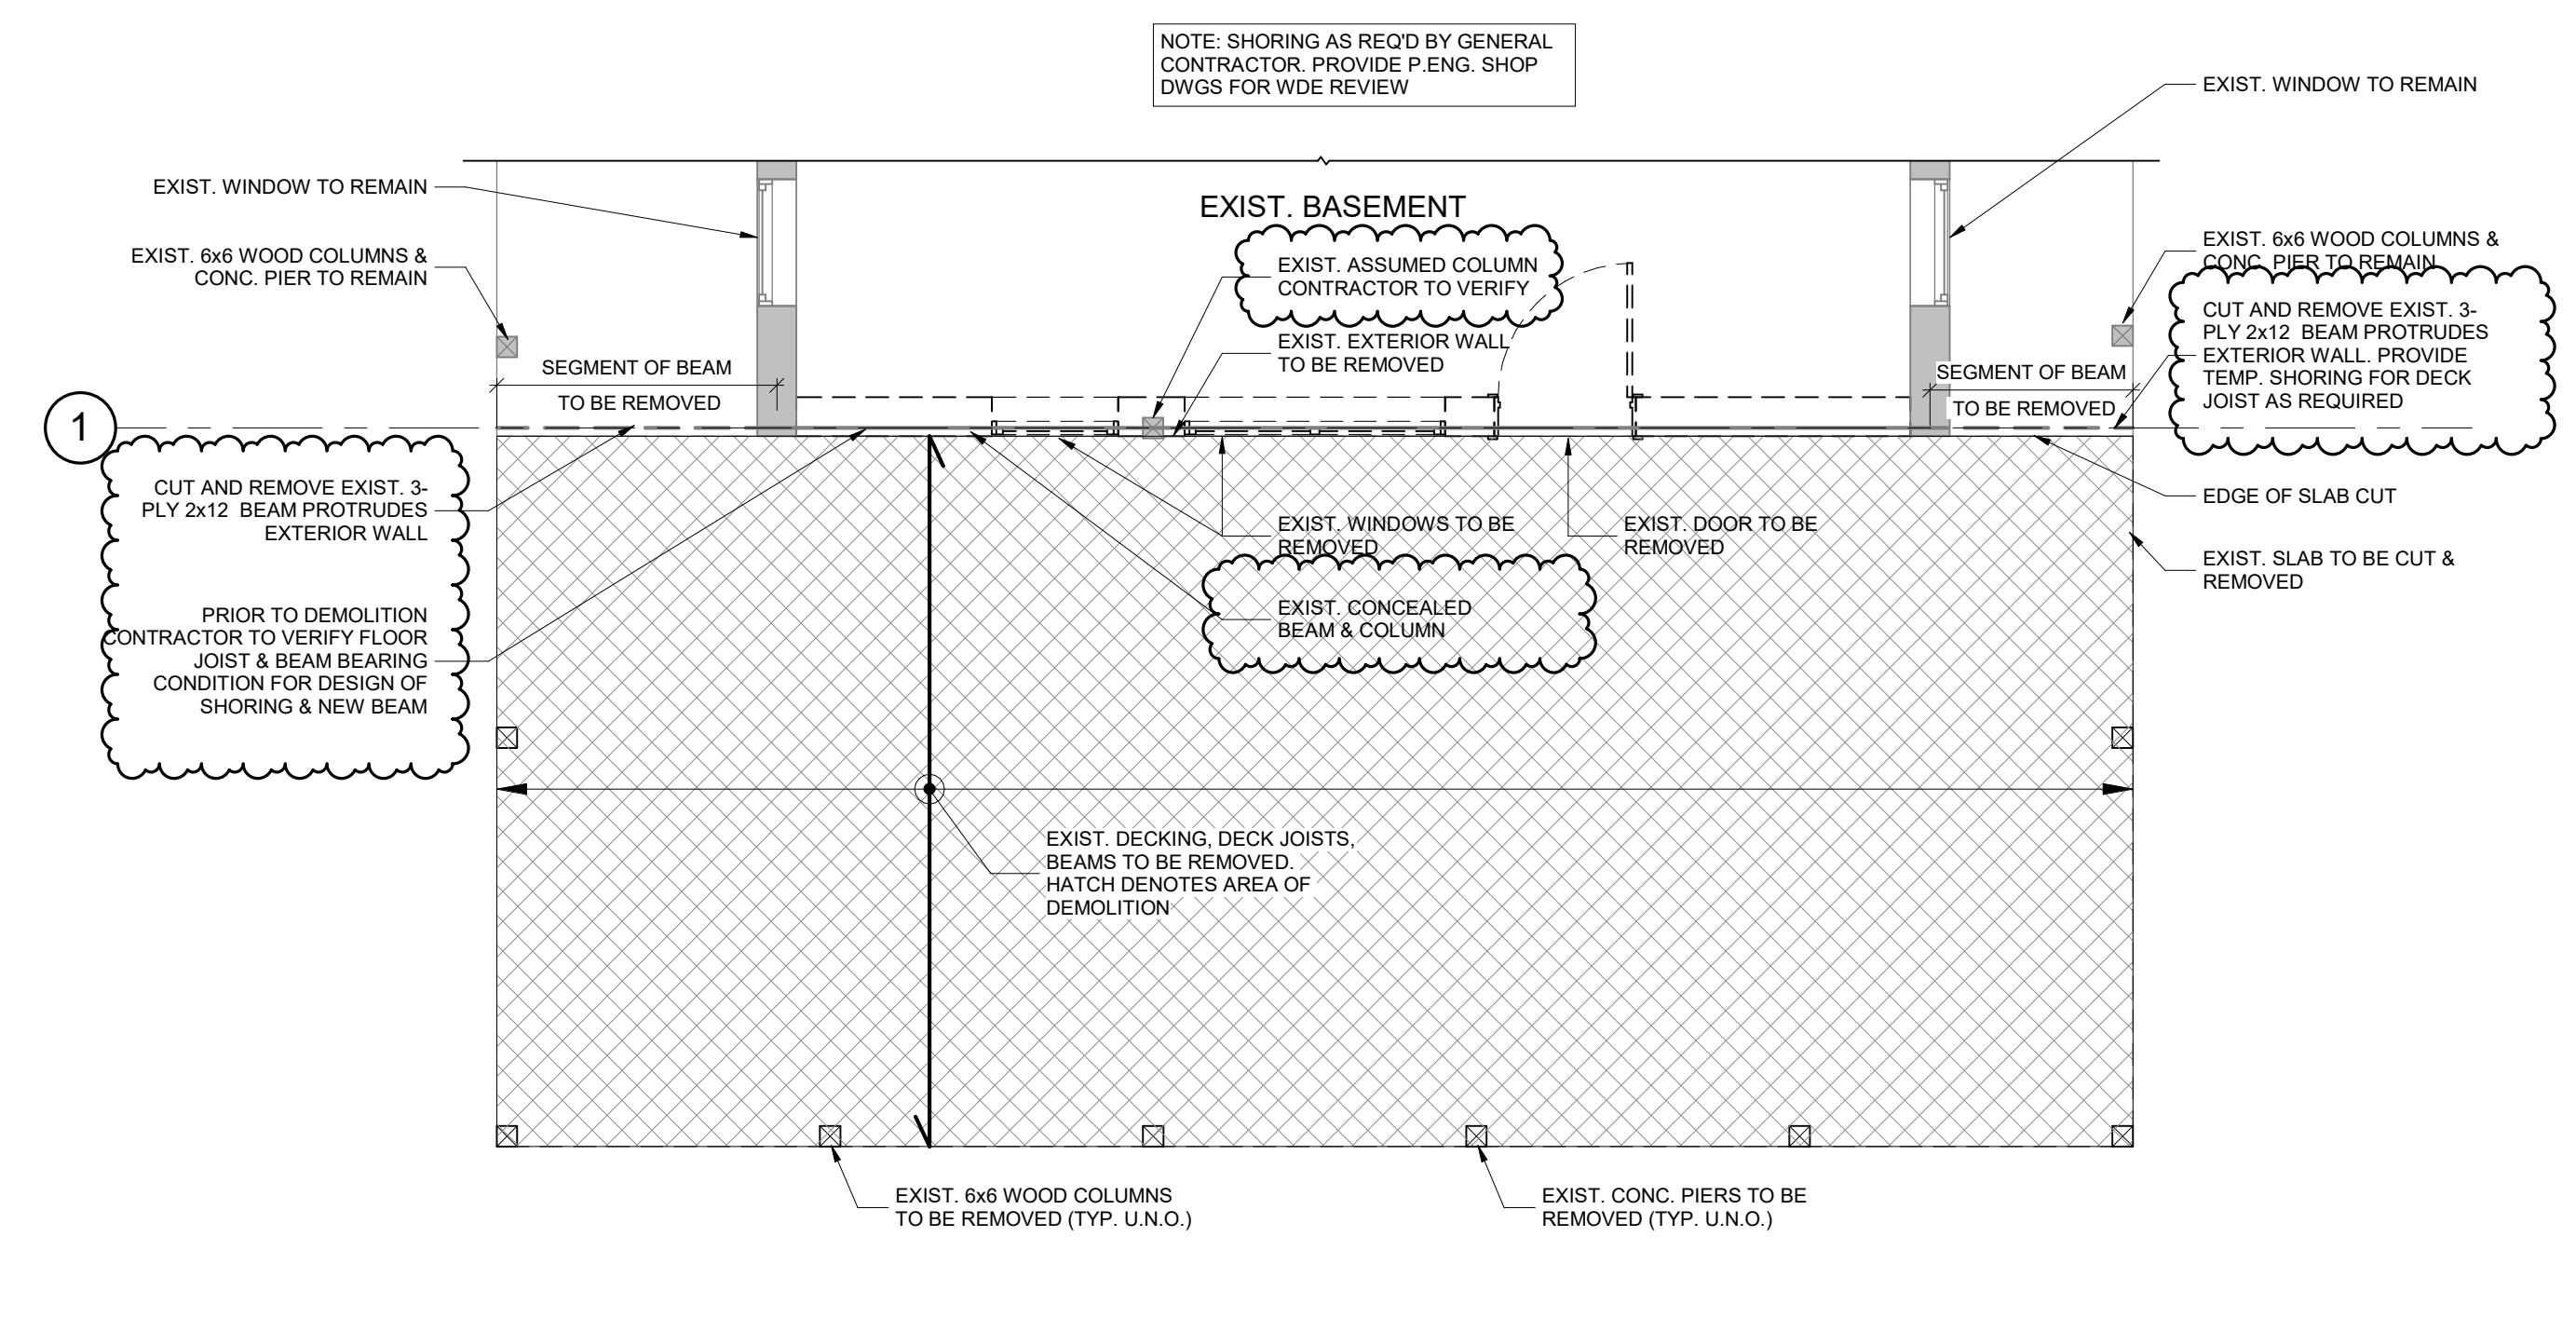 NOTE: SHORING AS REQ'D BY GENERAL
CONTRACTOR. PROVIDE P.ENG. SHOP
DWGS FOR WDE REVIEW
EXIST. WINDOW TO REMAIN
EXIST. WINDOW TO REMAIN
EXIST. BASEMENT
EXIST. 6x6 WOOD COLUMNS &
CONC. PIER TO REMAIN
EXIST. ASSUMED COLUMN
CONTRACTOR TO VERIFY
EXIST. 6x6 WOOD COLUMNS &
CONC. PIER TO REMAIN
EXIST. EXTERIOR WALL
TO BE REMOVED
CUT AND REMOVE EXIST. 3-
PLY 2x12 BEAM PROTRUDES
EXTERIOR WALL. PROVIDE
TEMP. SHORING FOR DECK
JOIST AS REQUIRED
SEGMENT OF BEAM
TO BE REMOVED
SEGMENT OF BEAM
TO BE REMOVED
1
CUT AND REMOVE EXIST. 3-
PLY 2x12 BEAM PROTRUDES
EXTERIOR WALL
EDGE OF SLAB CUT
EXIST. WINDOWS TO BE
REMOVED
EXIST. DOOR TO BE
REMOVED
EXIST. SLAB TO BE CUT &
REMOVED
EXIST. CONCEALED
BEAM & COLUMN
PRIOR TO DEMOLITION
CONTRACTOR TO VERIFY FLOOR
JOIST & BEAM BEARING
CONDITION FOR DESIGN OF
SHORING & NEW BEAM
EXIST. DECKING, DECK JOISTS,
BEAMS TO BE REMOVED.
HATCH DENOTES AREA OF
DEMOLITION
EXIST. 6x6 WOOD COLUMNS
TO BE REMOVED (TYP. U.N.O.)
EXIST. CONC. PIERS TO BE
REMOVED (TYP. U.N.O.)